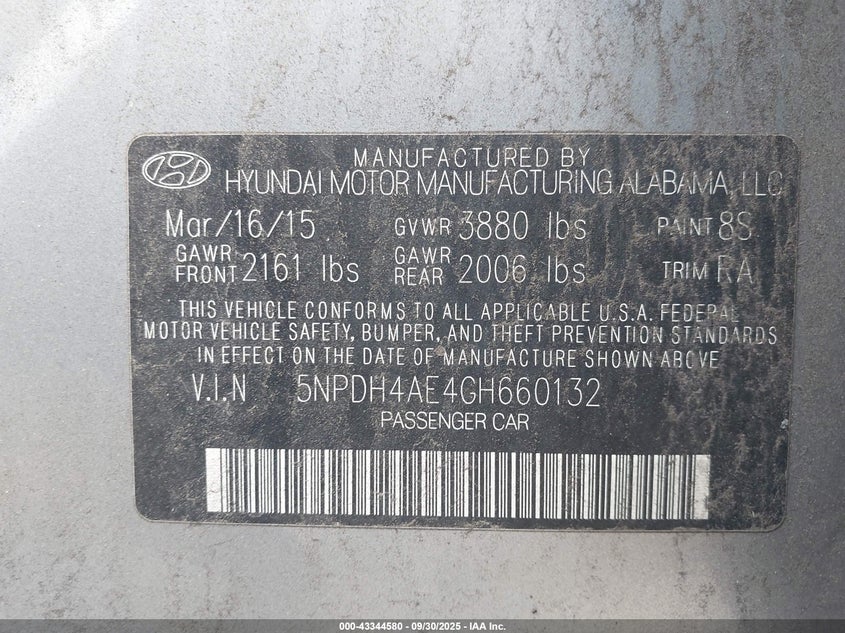 MANUFACTURED BY
HYUNDAI MOTOR MANUFACTURING ALABAMA, LLC
Mar/16/15 GVWR 3880 lbs PAINT 8S
GAWR FRONT 2161 lbs GAWR REAR 2006 lbs TRIM RA
THIS VEHICLE CONFORMS TO ALL APPLICABLE U.S.A. FEDERAL
MOTOR VEHICLE SAFETY, BUMPER, AND THEFT PREVENTION STANDARDS
IN EFFECT ON THE DATE OF MANUFACTURE SHOWN ABOVE
V.I.N 5NPDH4AE4GH660132
PASSENGER CAR
000-43344580 - 09/30/2025 - IAA Inc.